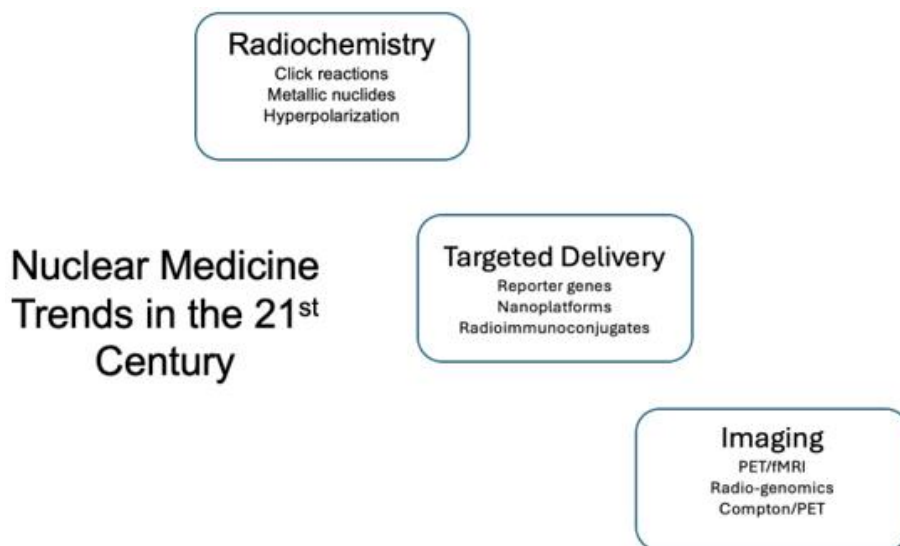 Radiochemistry
Click reactions
Metallic nuclides
Hyperpolarization
Nuclear Medicine
Trends in the 21st
Century
Targeted Delivery
Reporter genes
Nanoplatforms
Radioimmunoconjugates
Imaging
PET/fMRI
Radio-genomics
Compton/PET